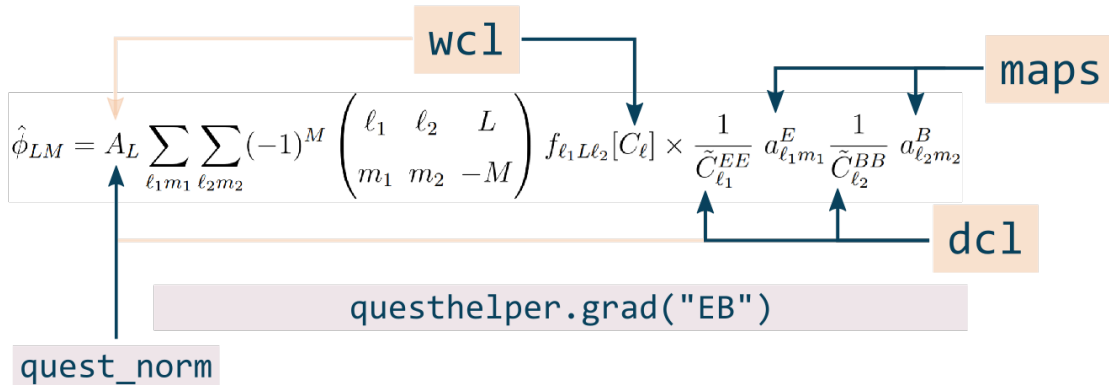 wcl
maps
\hat{\phi}_{LM} = A_L \sum_{\ell_1 m_1} \sum_{\ell_2 m_2} (-1)^M \begin{pmatrix} \ell_1 & \ell_2 & L \\ m_1 & m_2 & -M \end{pmatrix} f_{\ell_1 L \ell_2}[C_\ell] \times \frac{1}{\tilde{C}^{EE}_{\ell_1}} a^E_{\ell_1 m_1} \frac{1}{\tilde{C}^{BB}_{\ell_2}} a^B_{\ell_2 m_2}
dcl
questhelper.grad("EB")
quest_norm